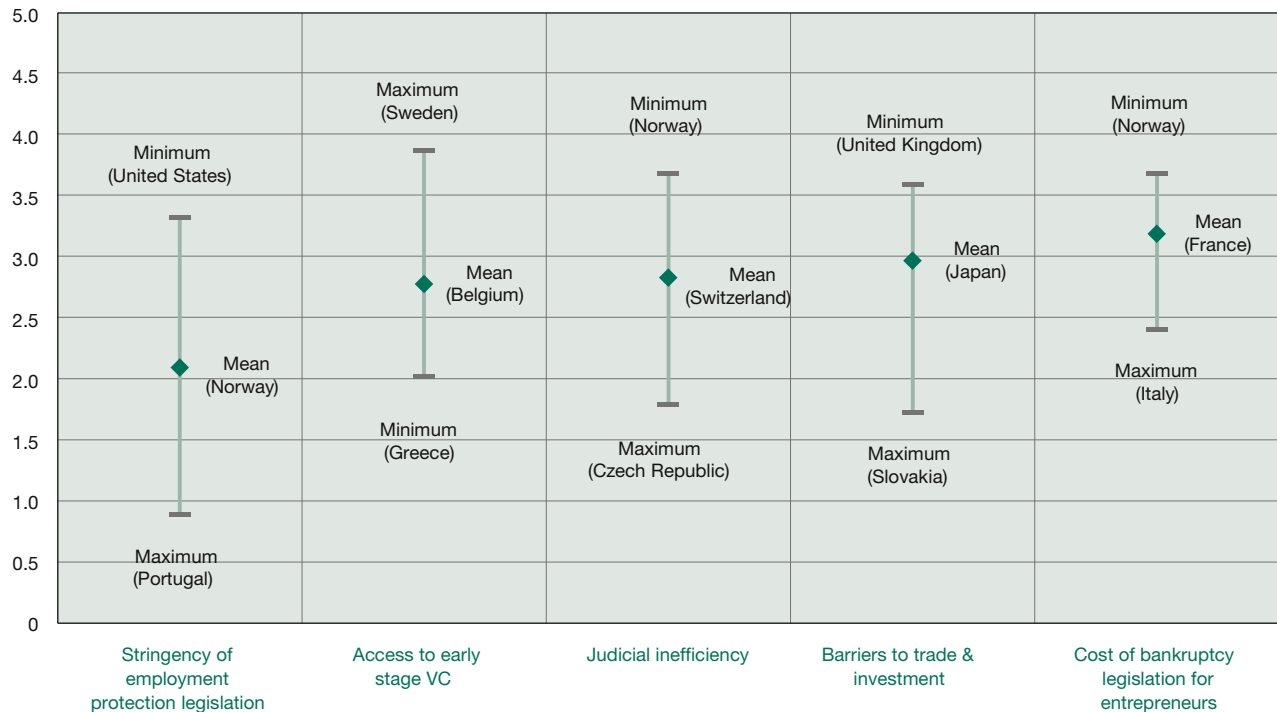 5.0
4.5
4.0
3.5
3.0
2.5
2.0
1.5
1.0
0.5
0
Minimum
(United States)
Mean
(Norway)
Maximum
(Portugal)
Maximum
(Sweden)
Mean
(Belgium)
Minimum
(Greece)
Minimum
(Norway)
Mean
(Switzerland)
Maximum
(Czech Republic)
Minimum
(United Kingdom)
Mean
(Japan)
Maximum
(Slovakia)
Minimum
(Norway)
Mean
(France)
Maximum
(Italy)
Stringency of
employment
protection legislation
Access to early
stage VC
Judicial inefficiency
Barriers to trade &
investment
Cost of bankruptcy
legislation for
entrepreneurs